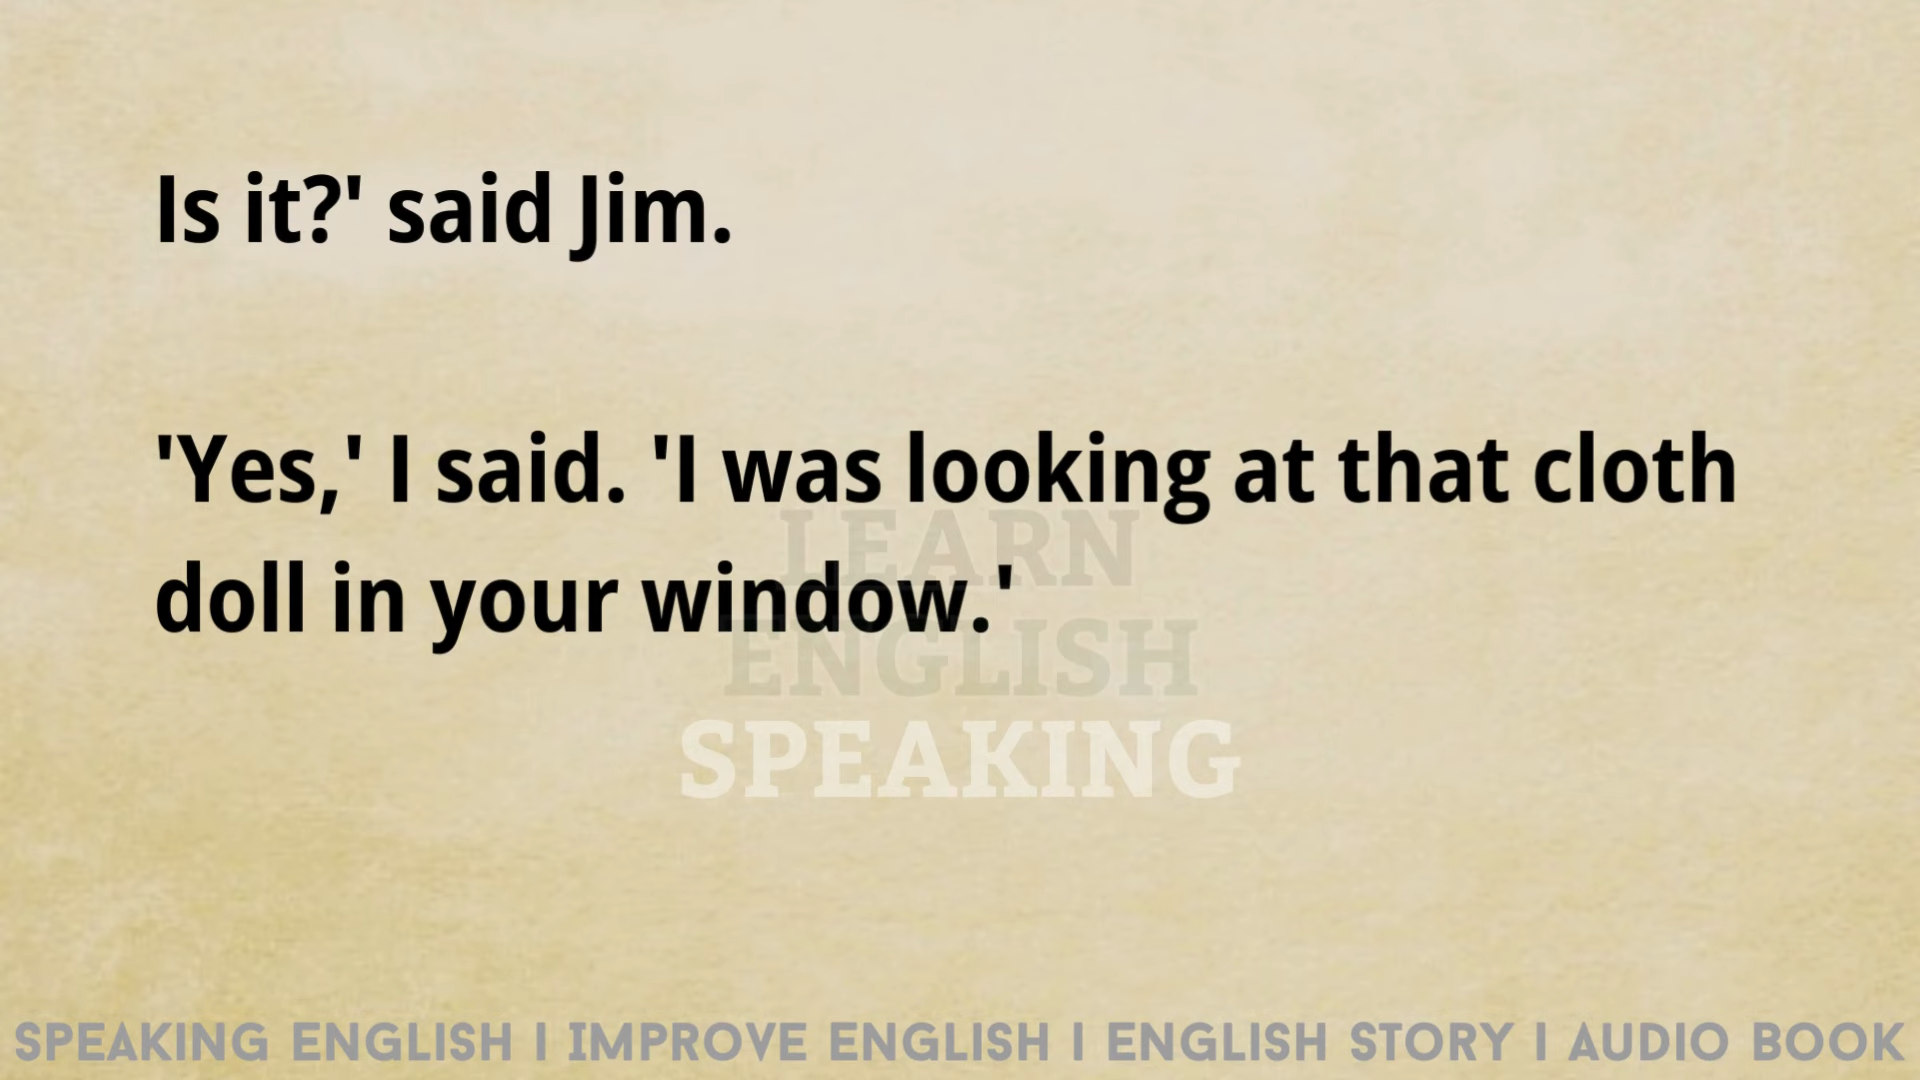 Is it?' said Jim.
'Yes,' I said. 'I was looking at that cloth
doll in your window.'
LEARN
ENGLISH
SPEAKING
SPEAKING ENGLISH I IMPROVE ENGLISH I ENGLISH STORY I AUDIO BOOK